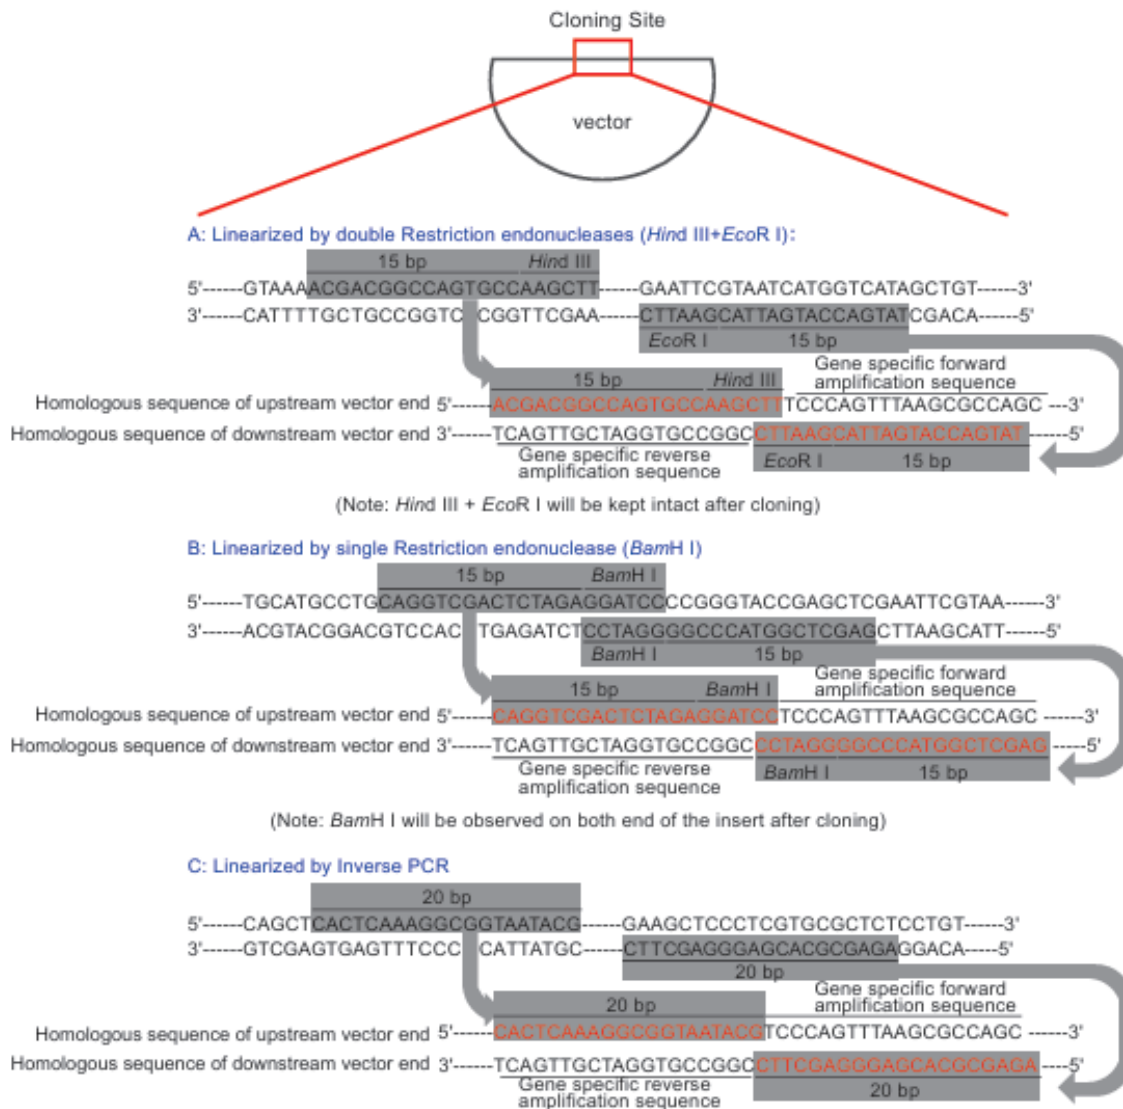 Cloning Site
vector
A: Linearized by double Restriction endonucleases (Hind III+EcoR I):
15 bp Hind III
5'------GTAAAACGACGGCCAGTGCCAAGCTT------GAATTCGTAATCATGGTCATAGCTGT-----3'
3'------CATTTTGCTGCCGGTC CGGTTCGAA------CTTAAGCATTAGTACCAGTATCGACA-----5'
EcoR I 15 bp
Gene specific forward
amplification sequence
15 bp Hind III
Homologous sequence of upstream vector end 5'------ACGACGGCCAGTGCCAAGCTTTCCCAGTTTAAGCGCCAGC -----3'
Homologous sequence of downstream vector end 3'------TCAGTTGCTAGGTGCCGGCCTTAAGCATTAGTACCAGTAT -----5'
Gene specific reverse
amplification sequence
EcoR I 15 bp
(Note: Hind III + EcoR I will be kept intact after cloning)
B: Linearized by single Restriction endonuclease (BamH I)
15 bp BamH I
5'------TGCATGCCTGCAGGTCGACTCTAGAGGATCCCCGGGTACCGAGCTCGAATTCGTAA-----3'
3'------ACGTACGGACGTCCAC TGAGATCTCCTAGGGGCCCATGGCTCGAGCTTAAGCATT-----5'
BamH I 15 bp
Gene specific forward
amplification sequence
15 bp BamH I
Homologous sequence of upstream vector end 5'------CAGGTCGACTCTAGAGGATCCTCCCAGTTTAAGCGCCAGC -----3'
Homologous sequence of downstream vector end 3'------TCAGTTGCTAGGTGCCGGCCCTAGGGGCCCATGGCTCGAG -----5'
Gene specific reverse
amplification sequence
BamH I 15 bp
(Note: BamH I will be observed on both end of the insert after cloning)
C: Linearized by Inverse PCR
20 bp
5'------CAGCTCACTCAAAGGCGGTAATACG------GAAGCTCCCTCGTGCGCTCTCCTGT-----3'
3'------GTCGAGTGAGTTTCCC CATTATGC------CTTCGAGGGAGCACGCGAGAGGACA-----5'
20 bp
Gene specific forward
amplification sequence
20 bp
Homologous sequence of upstream vector end 5'------CACTCAAAGGCGGTAATACGTCCCAGTTTAAGCGCCAGC -----3'
Homologous sequence of downstream vector end 3'------TCAGTTGCTAGGTGCCGGCCTTCGAGGGAGCACGCGAGA -----5'
Gene specific reverse
amplification sequence
20 bp